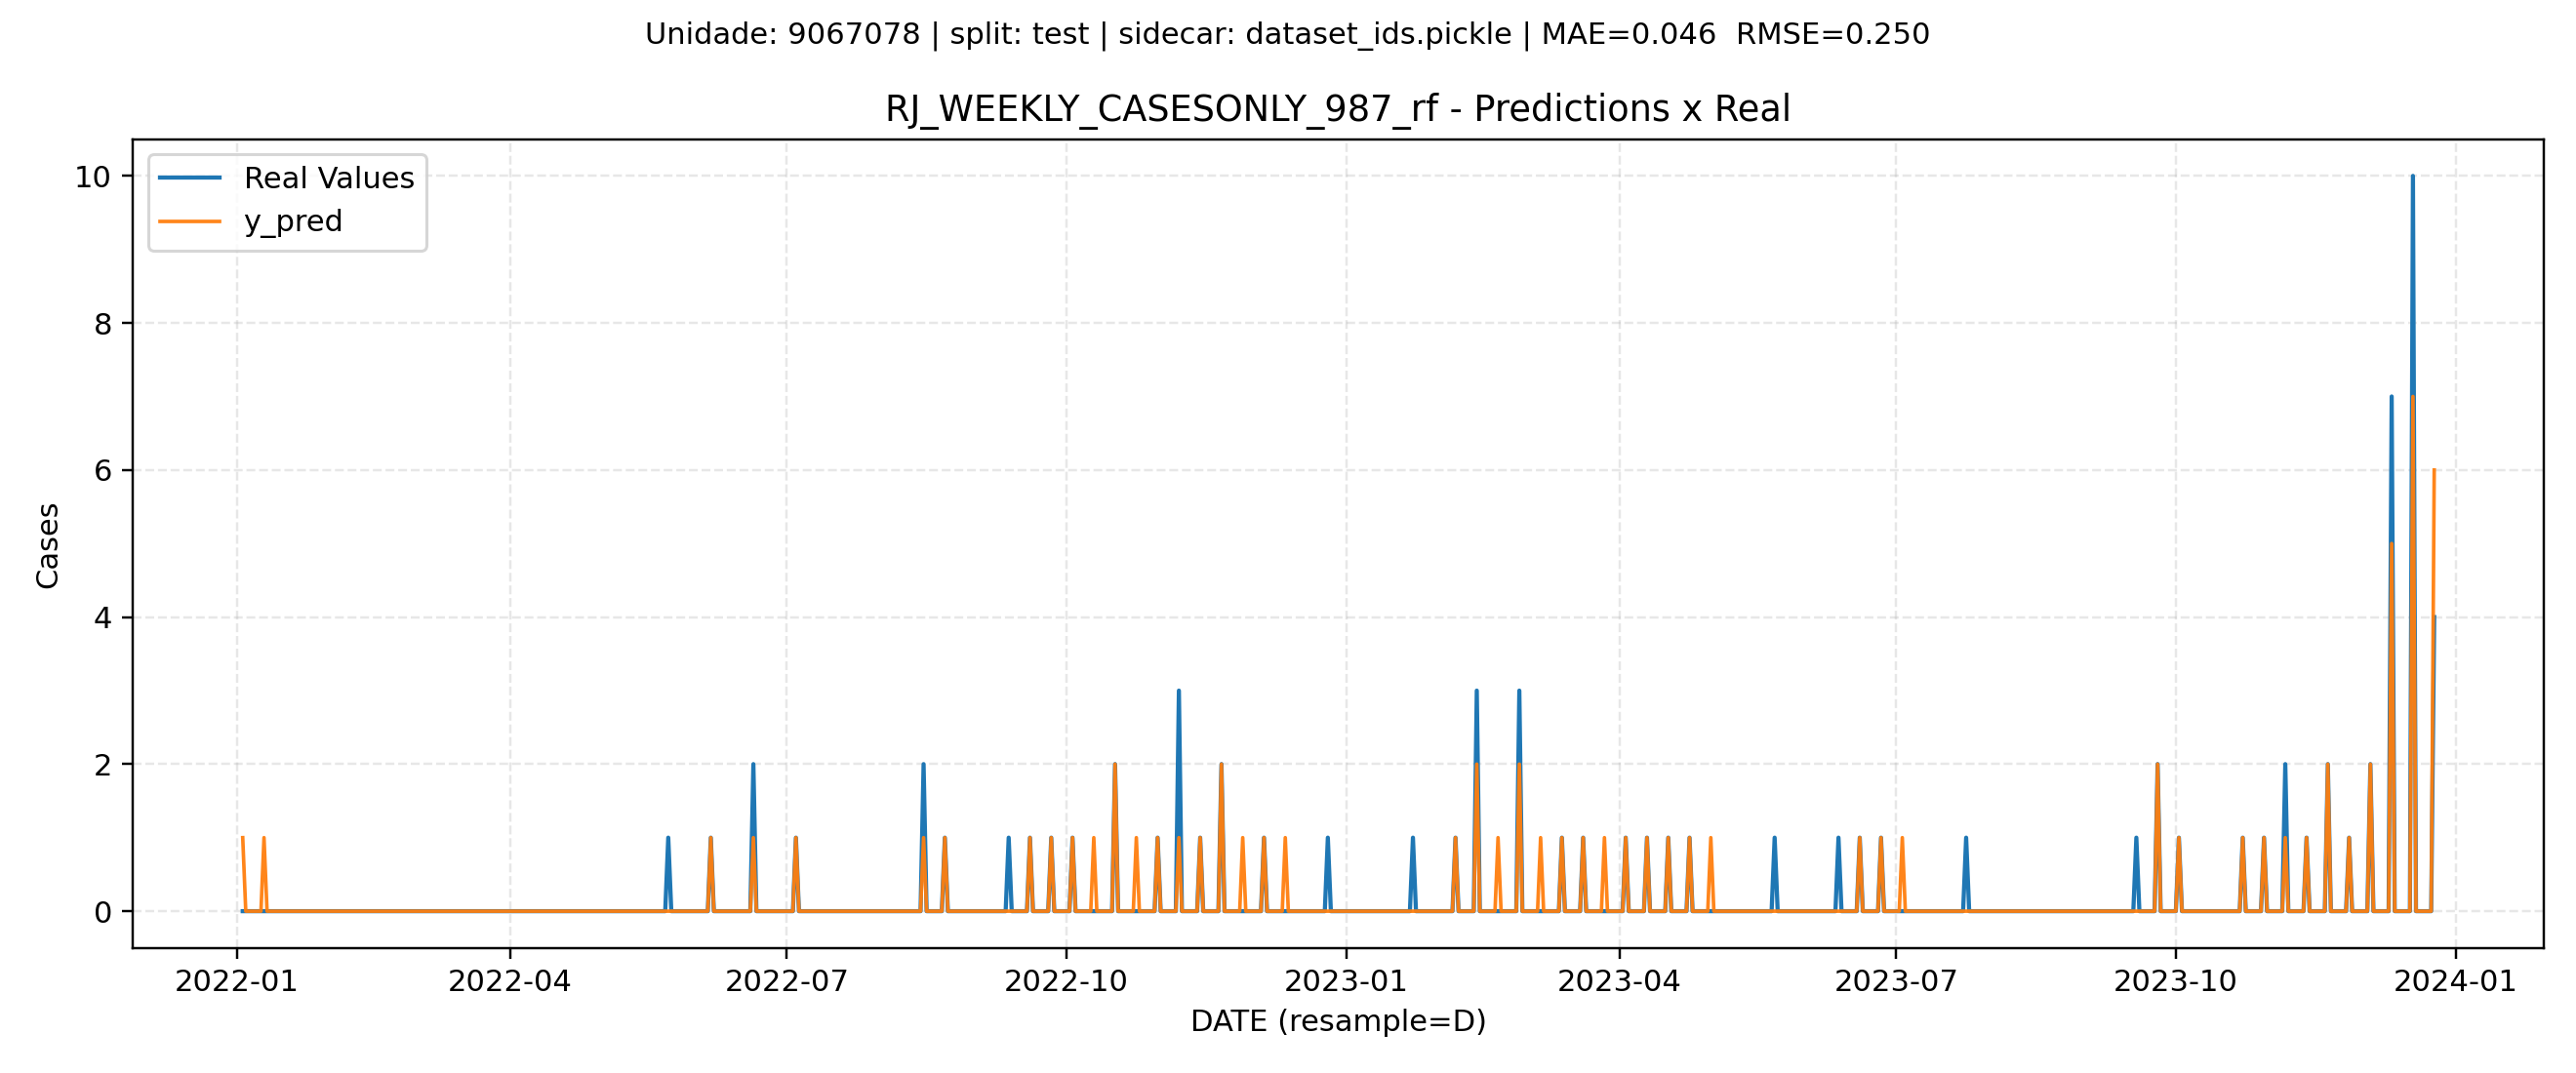 Unidade: 9067078 | split: test | sidecar: dataset_ids.pickle | MAE=0.046  RMSE=0.250
RJ_WEEKLY_CASESONLY_987_rf - Predictions x Real
Real Values
y_pred
10
8
6
4
2
0
Cases
2022-01
2022-04
2022-07
2022-10
2023-01
2023-04
2023-07
2023-10
2024-01
DATE (resample=D)